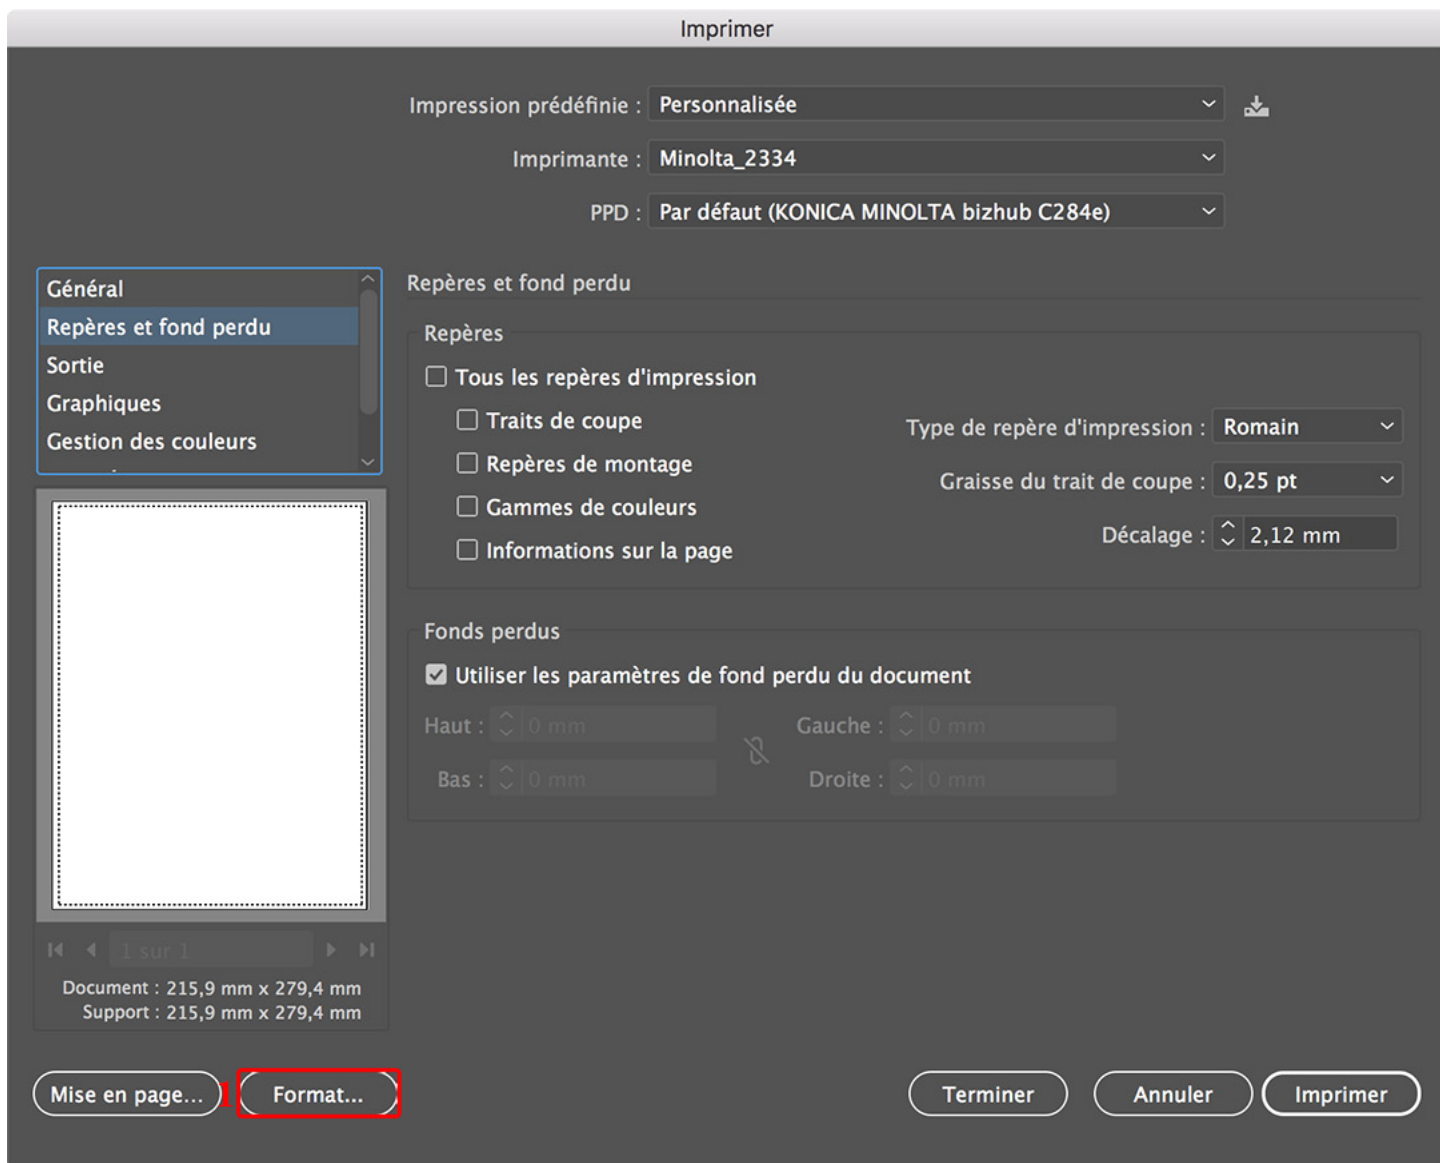 Imprimer
Impression prédéfinie : Personnalisée
Imprimante : Minolta_2334
PPD : Par défaut (KONICA MINOLTA bizhub C284e)
Général
Repères et fond perdu
Sortie
Graphiques
Gestion des couleurs
Repères et fond perdu
Repères
Tous les repères d'impression
Traits de coupe
Repères de montage
Gammes de couleurs
Informations sur la page
Type de repère d'impression : Romain
Graisse du trait de coupe : 0,25 pt
Décalage : 2,12 mm
Fonds perdus
Utiliser les paramètres de fond perdu du document
Haut : 0 mm Gauche : 0 mm
Bas : 0 mm Droite : 0 mm
1 sur 1
Document : 215,9 mm x 279,4 mm
Support : 215,9 mm x 279,4 mm
Mise en page... 1 Format... Terminer Annuler Imprimer